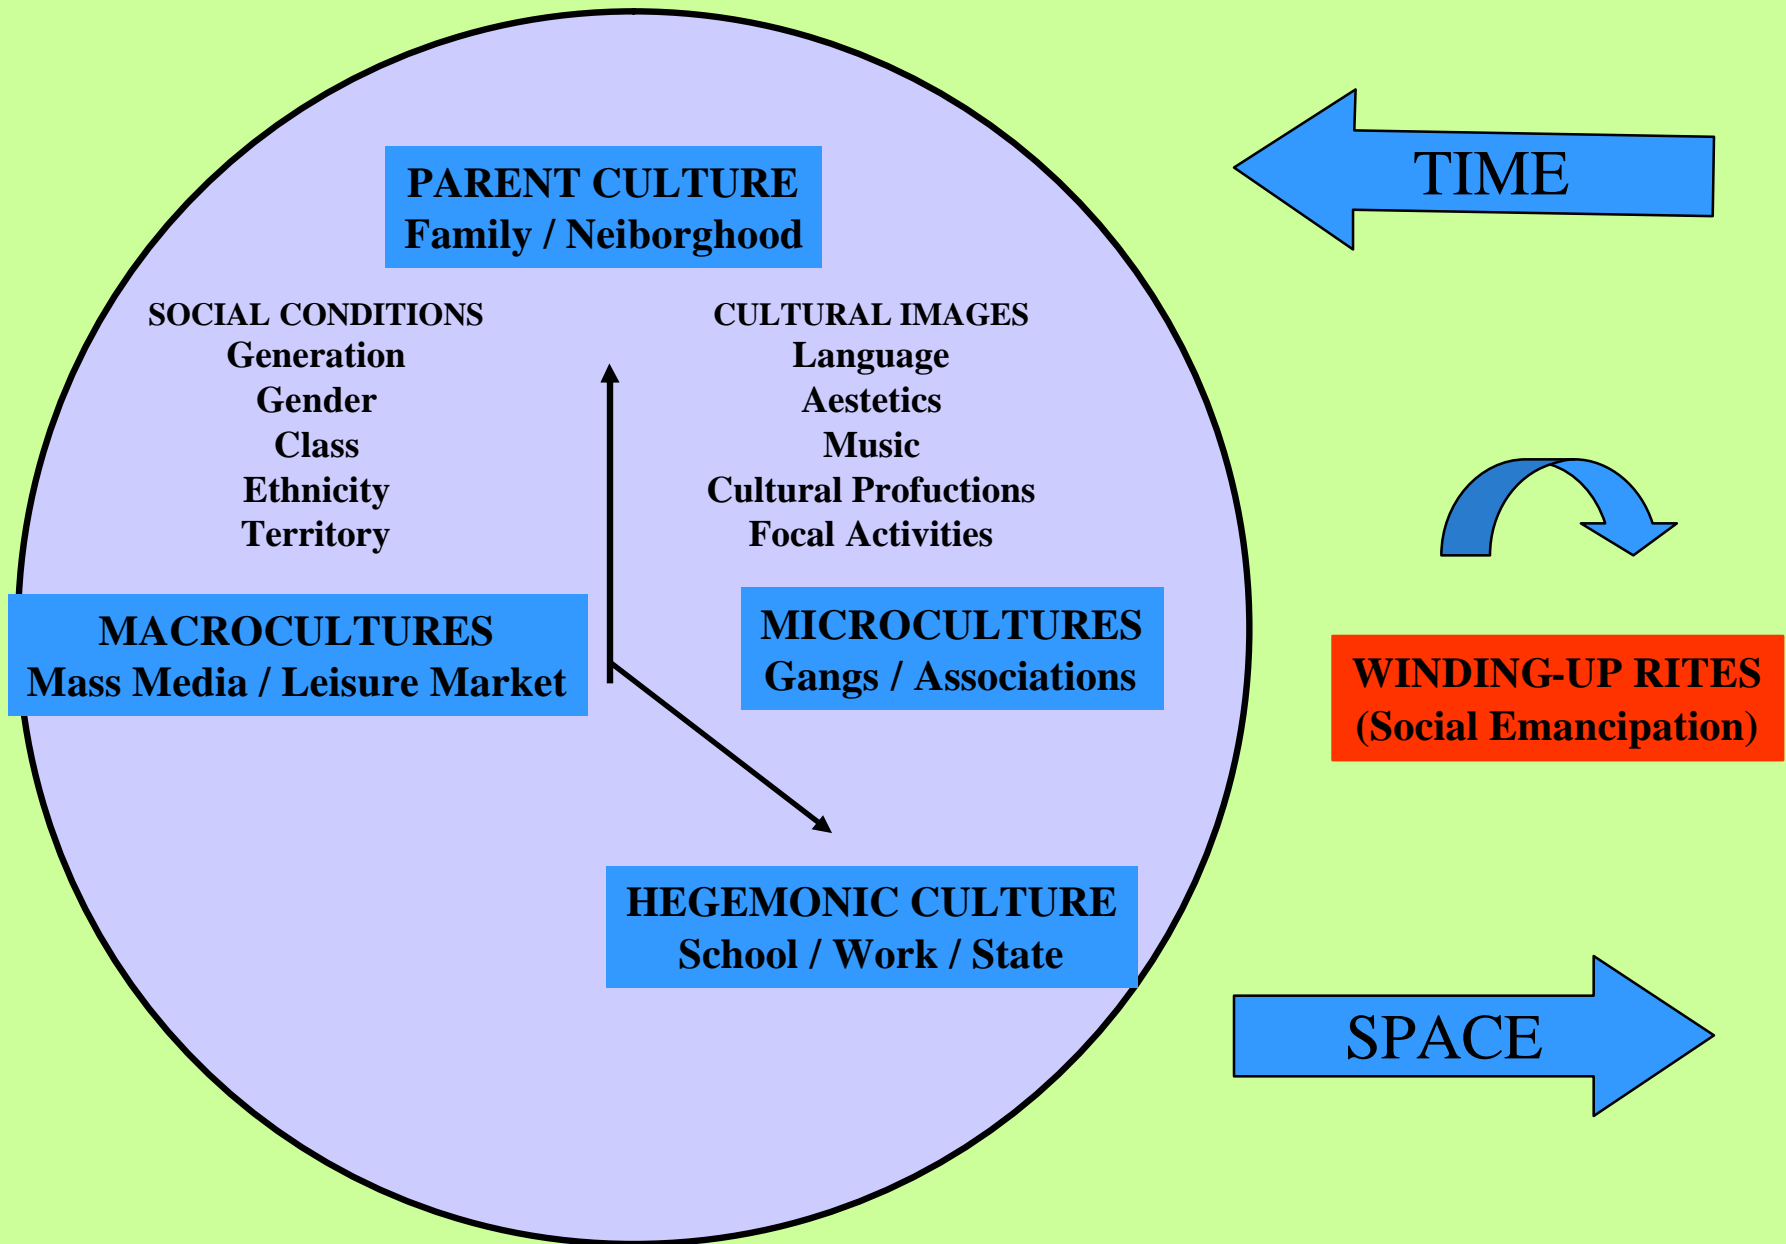 PARENT CULTURE
Family / Neiborghood
TIME
SOCIAL CONDITIONS
Generation
Gender
Class
Ethnicity
Territory
CULTURAL IMAGES
Language
Aestetics
Music
Cultural Profuctions
Focal Activities
MACROCULTURES
Mass Media / Leisure Market
MICROCULTURES
Gangs / Associations
WINDING-UP RITES
(Social Emancipation)
HEGEMONIC CULTURE
School / Work / State
SPACE